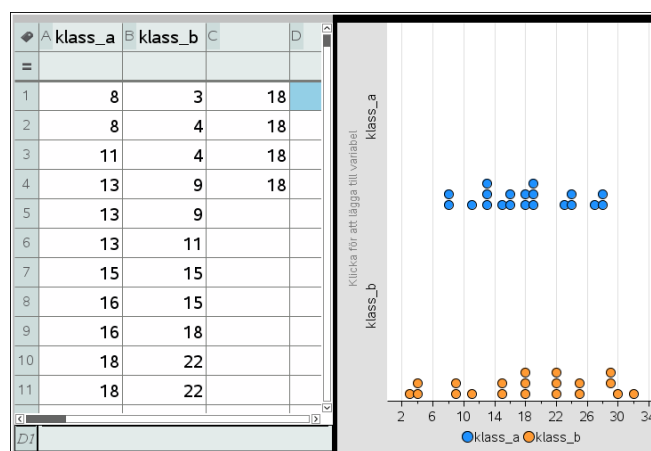 A klass_a B klass_b C D
=
1 8 3 18
2 8 4 18
3 11 4 18
4 13 9 18
5 13 9
6 13 11
7 15 15
8 16 15
9 16 18
10 18 22
11 18 22
D1
Klicka för att lägga till variabel
klass_a
klass_b
2 6 10 14 18 22 26 30 34
klass_a klass_b